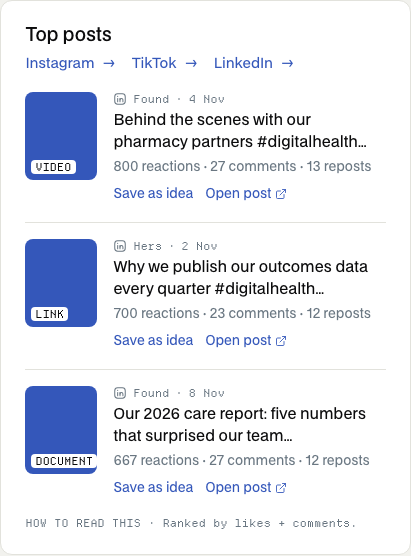 Top posts
Instagram → TikTok → LinkedIn →
in Found · 4 Nov
Behind the scenes with our
pharmacy partners #digitalhealth...
VIDEO
800 reactions · 27 comments · 13 reposts
Save as idea Open post
in Hers · 2 Nov
Why we publish our outcomes data
every quarter #digitalhealth...
LINK
700 reactions · 23 comments · 12 reposts
Save as idea Open post
in Found · 8 Nov
Our 2026 care report: five numbers
that surprised our team...
DOCUMENT
667 reactions · 27 comments · 12 reposts
Save as idea Open post
HOW TO READ THIS · Ranked by likes + comments.